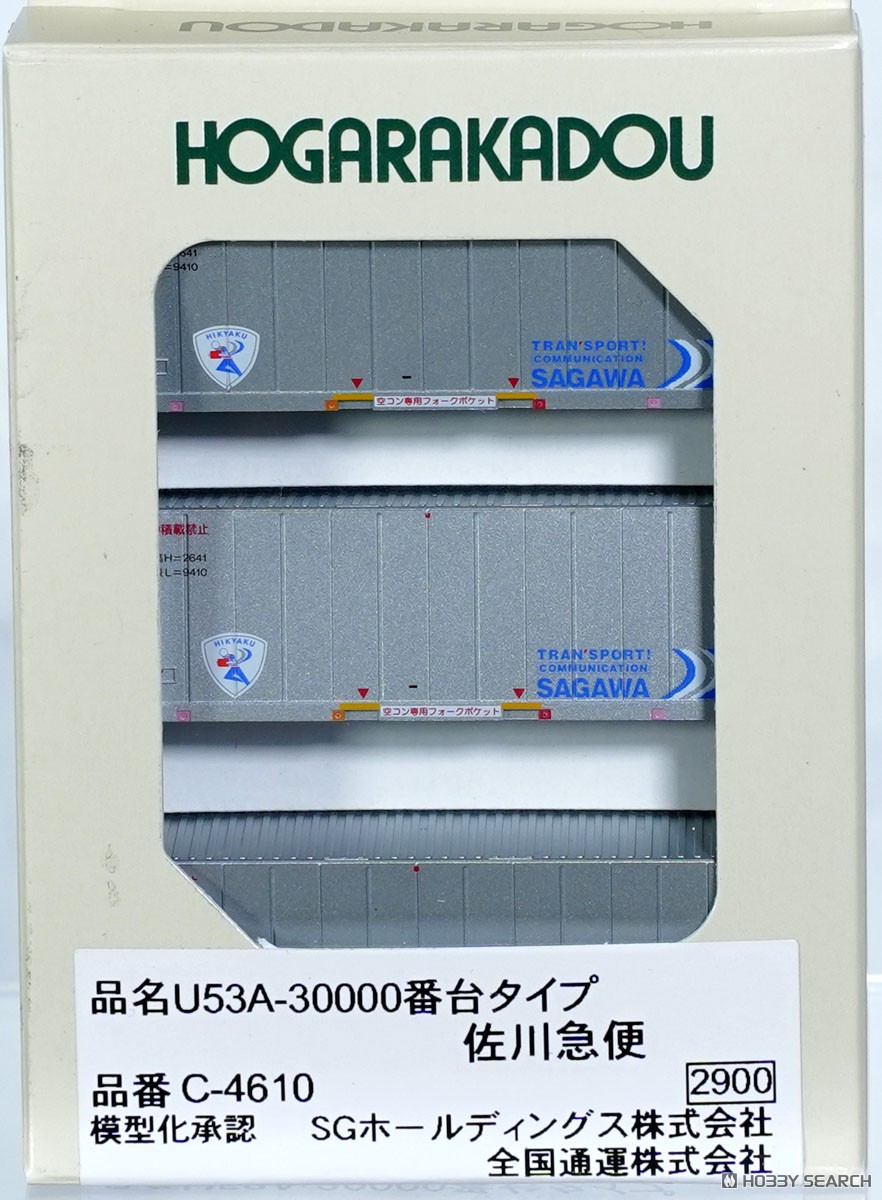 HOGARAKADOU
HOGARAKADOU
641
=9410
HIKYAKU
TRAN'SPORT!
COMMUNICATION
SAGAWA
空コン専用フォークポケット
積載禁止
H=2641
L=9410
HIKYAKU
TRAN'SPORT!
COMMUNICATION
SAGAWA
空コン専用フォークポケット
品名U53A-30000番台タイプ
佐川急便
品番 C-4610 2900
模型化承認 SGホールディングス株式会社
全国通運株式会社
HOBBY SEARCH